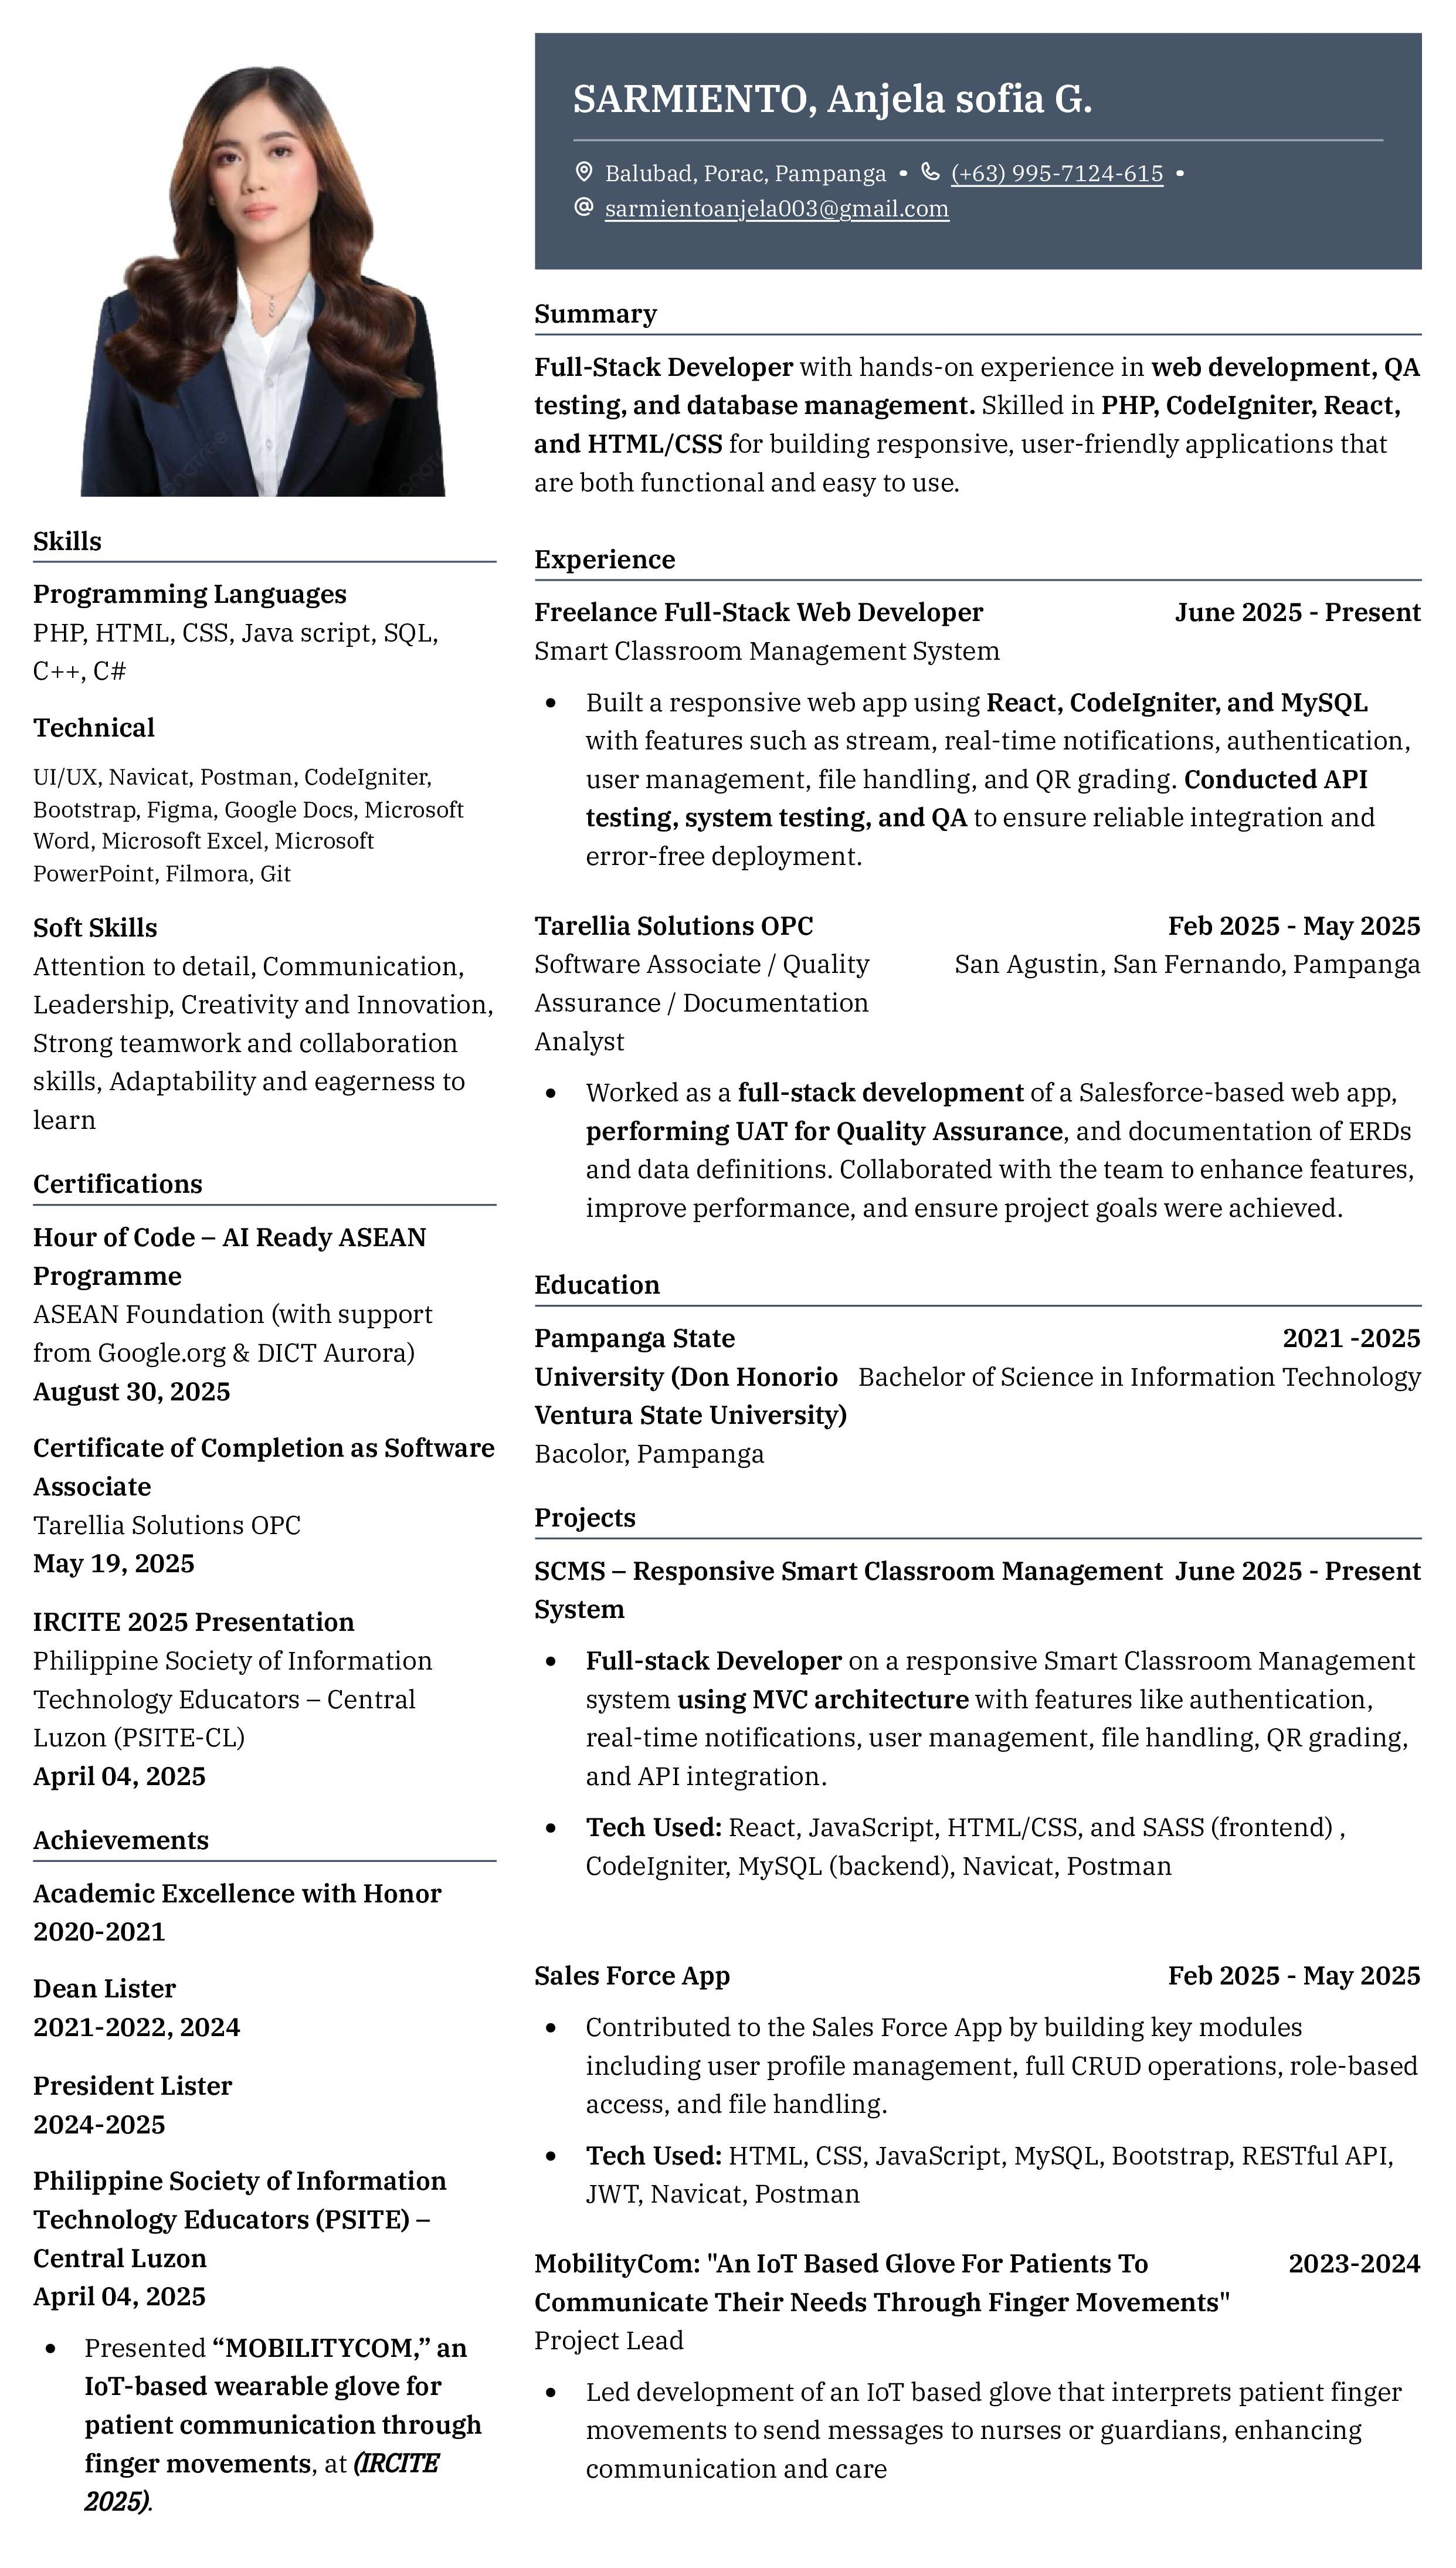 SARMIENTO, Anjela sofia G.
Balubad, Porac, Pampanga • (+63) 995-7124-615 •
sarmientoanjela003@gmail.com
Skills
Programming Languages
PHP, HTML, CSS, Java script, SQL,
C++, C#
Technical
UI/UX, Navicat, Postman, CodeIgniter,
Bootstrap, Figma, Google Docs, Microsoft
Word, Microsoft Excel, Microsoft
PowerPoint, Filmora, Git
Soft Skills
Attention to detail, Communication,
Leadership, Creativity and Innovation,
Strong teamwork and collaboration
skills, Adaptability and eagerness to
learn
Certifications
Hour of Code – AI Ready ASEAN
Programme
ASEAN Foundation (with support
from Google.org & DICT Aurora)
August 30, 2025
Certificate of Completion as Software
Associate
Tarellia Solutions OPC
May 19, 2025
IRCITE 2025 Presentation
Philippine Society of Information
Technology Educators – Central
Luzon (PSITE-CL)
April 04, 2025
Achievements
Academic Excellence with Honor
2020-2021
Dean Lister
2021-2022, 2024
President Lister
2024-2025
Philippine Society of Information
Technology Educators (PSITE) –
Central Luzon
April 04, 2025
• Presented “MOBILITYCOM,” an
IoT-based wearable glove for
patient communication through
finger movements, at (IRCITE
2025).
Summary
Full-Stack Developer with hands-on experience in web development, QA
testing, and database management. Skilled in PHP, CodeIgniter, React,
and HTML/CSS for building responsive, user-friendly applications that
are both functional and easy to use.
Experience
Freelance Full-Stack Web Developer June 2025 - Present
Smart Classroom Management System
• Built a responsive web app using React, CodeIgniter, and MySQL
with features such as stream, real-time notifications, authentication,
user management, file handling, and QR grading. Conducted API
testing, system testing, and QA to ensure reliable integration and
error-free deployment.
Tarellia Solutions OPC Feb 2025 - May 2025
Software Associate / Quality San Agustin, San Fernando, Pampanga
Assurance / Documentation
Analyst
• Worked as a full-stack development of a Salesforce-based web app,
performing UAT for Quality Assurance, and documentation of ERDs
and data definitions. Collaborated with the team to enhance features,
improve performance, and ensure project goals were achieved.
Education
Pampanga State 2021 -2025
University (Don Honorio Bachelor of Science in Information Technology
Ventura State University)
Bacolor, Pampanga
Projects
SCMS – Responsive Smart Classroom Management June 2025 - Present
System
• Full-stack Developer on a responsive Smart Classroom Management
system using MVC architecture with features like authentication,
real-time notifications, user management, file handling, QR grading,
and API integration.
• Tech Used: React, JavaScript, HTML/CSS, and SASS (frontend) ,
CodeIgniter, MySQL (backend), Navicat, Postman
Sales Force App Feb 2025 - May 2025
• Contributed to the Sales Force App by building key modules
including user profile management, full CRUD operations, role-based
access, and file handling.
• Tech Used: HTML, CSS, JavaScript, MySQL, Bootstrap, RESTful API,
JWT, Navicat, Postman
MobilityCom: "An IoT Based Glove For Patients To 2023-2024
Communicate Their Needs Through Finger Movements"
Project Lead
• Led development of an IoT based glove that interprets patient finger
movements to send messages to nurses or guardians, enhancing
communication and care